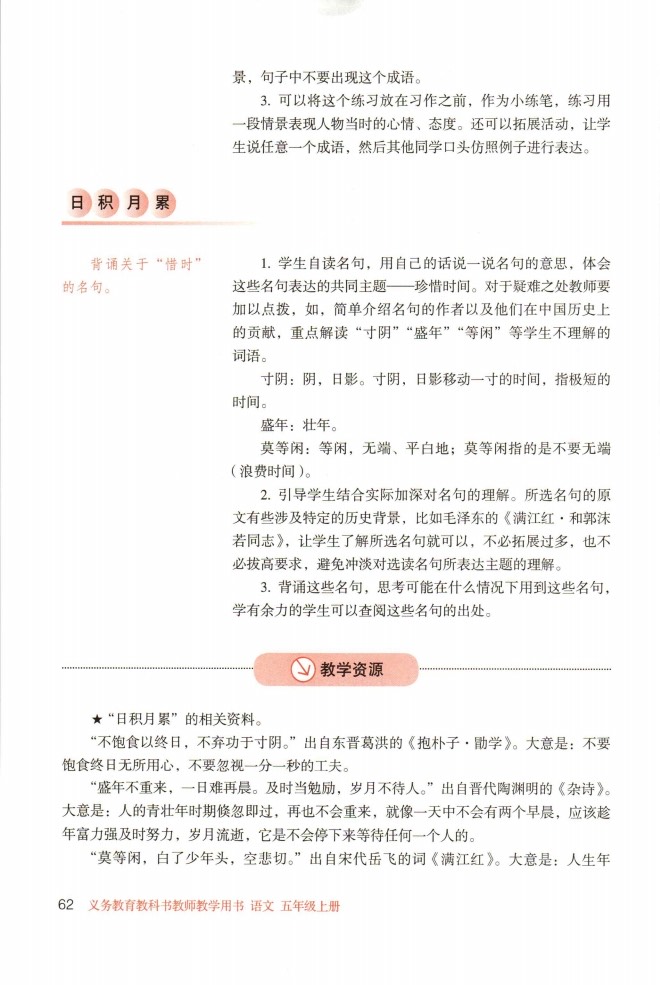 景，句子中不要出现这个成语。
3. 可以将这个练习放在习作之前，作为小练笔，练习用
一段情景表现人物当时的心情、态度。还可以拓展活动，让学
生说任意一个成语，然后其他同学口头仿照例子进行表达。
日积月累
背诵关于“惜时”
的名句。
1. 学生自读名句，用自己的话说一说名句的意思，体会
这些名句表达的共同主题——珍惜时间。对于疑难之处教师要
加以点拨，如，简单介绍名句的作者以及他们在中国历史上
的贡献，重点解读“寸阴”“盛年”“等闲”等学生不理解的
词语。
寸阴：阴，日影。寸阴，日影移动一寸的时间，指极短的
时间。
盛年：壮年。
莫等闲：等闲，无端、平白地；莫等闲指的是不要无端
（浪费时间）。
2. 引导学生结合实际加深对名句的理解。所选名句的原
文有些涉及特定的历史背景，比如毛泽东的《满江红·和郭沫
若同志》，让学生了解所选名句就可以，不必拓展过多，也不
必拔高要求，避免冲淡对选读名句所表达主题的理解。
3. 背诵这些名句，思考可能在什么情况下用到这些名句，
学有余力的学生可以查阅这些名句的出处。
教学资源
★“日积月累”的相关资料。
“不饱食以终日，不弃功于寸阴。”出自东晋葛洪的《抱朴子·勖学》。大意是：不要
饱食终日无所用心，不要忽视一分一秒的工夫。
“盛年不重来，一日难再晨。及时当勉励，岁月不待人。”出自晋代陶渊明的《杂诗》。
大意是：人的青壮年时期倏忽即过，再也不会重来，就像一天中不会有两个早晨，应该趁
年富力强及时努力，岁月流逝，它是不会停下来等待任何一个人的。
“莫等闲，白了少年头，空悲切。”出自宋代岳飞的词《满江红》。大意是：人生年
62 义务教育教科书教师教学用书 语文 五年级上册